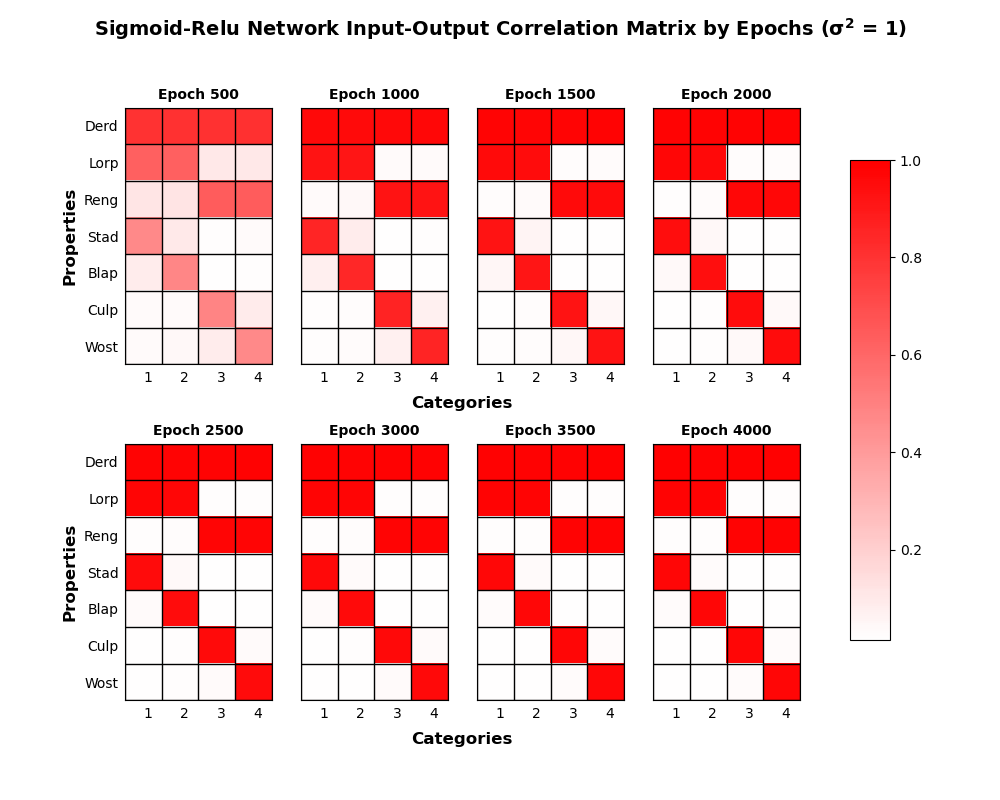 Sigmoid-Relu Network Input-Output Correlation Matrix by Epochs (σ² = 1)
Epoch 500 Epoch 1000 Epoch 1500 Epoch 2000
Properties
Derd
Lorp
Reng
Stad
Blap
Culp
Wost
1 2 3 4 1 2 3 4 1 2 3 4 1 2 3 4
Categories
Epoch 2500 Epoch 3000 Epoch 3500 Epoch 4000
Properties
Derd
Lorp
Reng
Stad
Blap
Culp
Wost
1 2 3 4 1 2 3 4 1 2 3 4 1 2 3 4
Categories
1.0
0.8
0.6
0.4
0.2